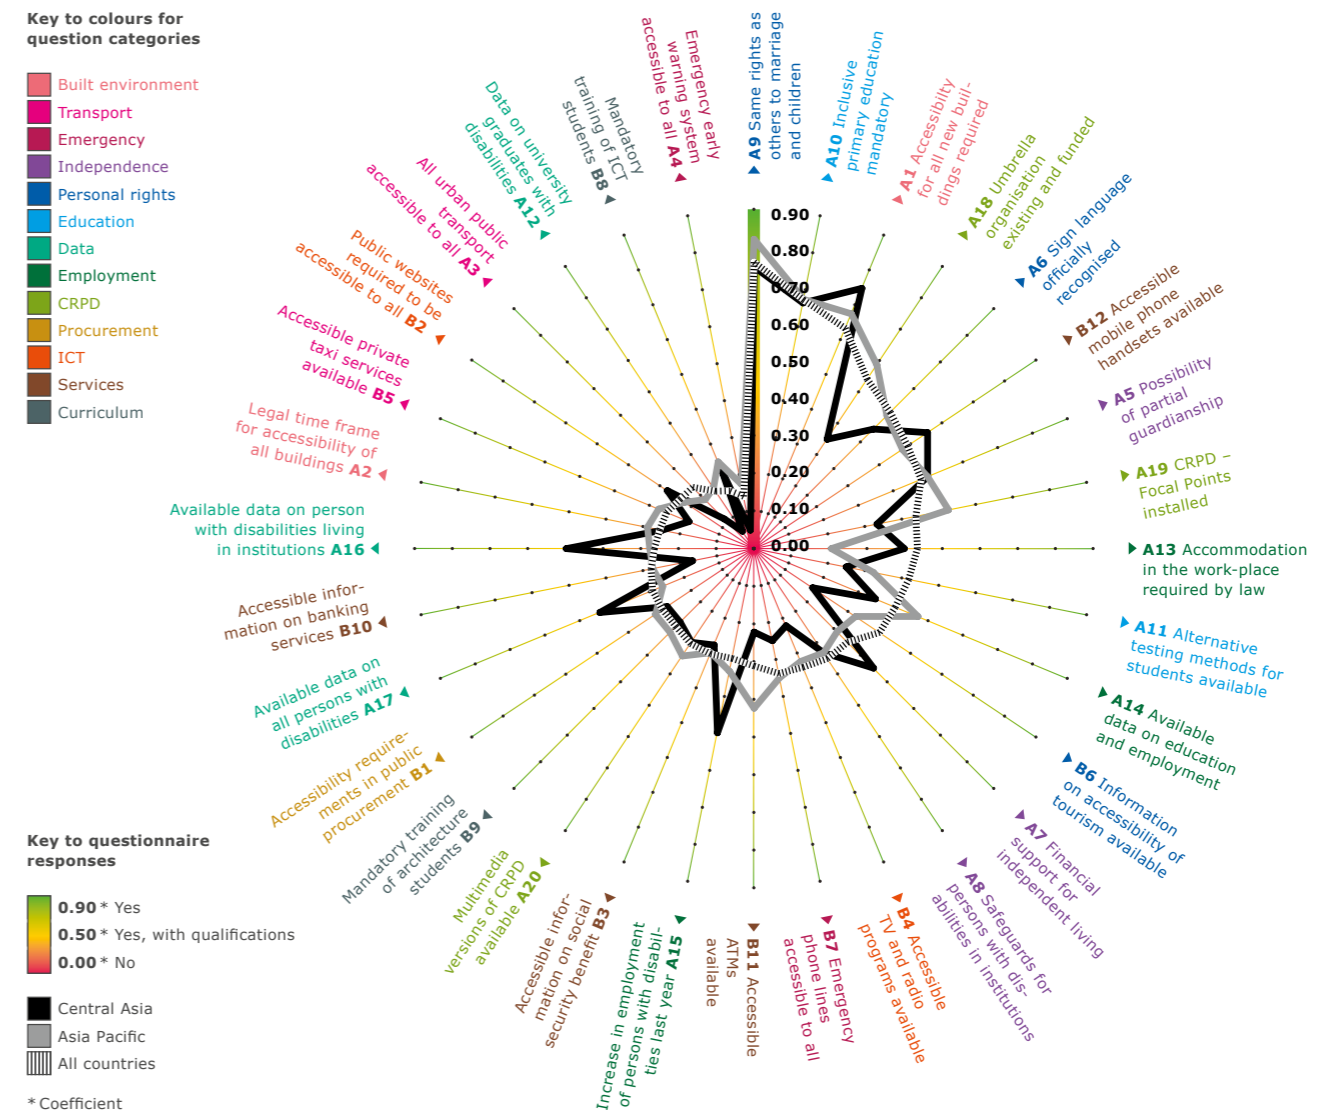 Key to colours for
question categories
Built environment
Transport
Emergency
Independence
Personal rights
Education
Data
Employment
CRPD
Procurement
ICT
Services
Curriculum
A9 Same rights as
others to marriage
and children
A10 Inclusive
primary education
mandatory
A1 Accessibilty
for all new buil-
dings required
A18 Umbrella
organisation
existing and funded
A6 Sign language
officially
recognised
B12 Accessible
mobile phone
handsets available
A5 Possibility
of partial
guardianship
A19 CRPD –
Focal Points
installed
A13 Accommodation
in the work-place
required by law
A11 Alternative
testing methods for
students available
A14 Available
data on education
and employment
B6 Information
on accessibility of
tourism available
A7 Financial
support for
independent living
A8 Safeguards for
persons with dis-
abilities in institutions
B4 Accessible
TV and radio
programs available
B7 Emergency
phone lines
accessible to all
B11 Accessible
ATMs
available
Increase in employment
of persons with disabil-
ties last year A15
Accessible infor-
mation on social
security benefit B3
Multimedia
versions of CRPD
available A20
Mandatory training
of architecture
students B9
Accessibility require-
ments in public
procurement B1
Available data on
all persons with
disabilities A17
Accessible infor-
mation on banking
services B10
Available data on person
with disabilities living
in institutions A16
Legal time frame
for accessibility of
all buildings A2
Accessible private
taxi services
available B5
Public websites
required to be
accessible to all B2
All urban public
transport
accessible to all A3
Data on university
graduates with
disabilities A12
Mandatory
training of ICT
students B8
Emergency early
warning system
accessible to all A4
0.90
0.80
0.70
0.60
0.50
0.40
0.30
0.20
0.10
0.00
Key to questionnaire
responses
0.90 * Yes
0.50 * Yes, with qualifications
0.00 * No
Central Asia
Asia Pacific
All countries
* Coefficient